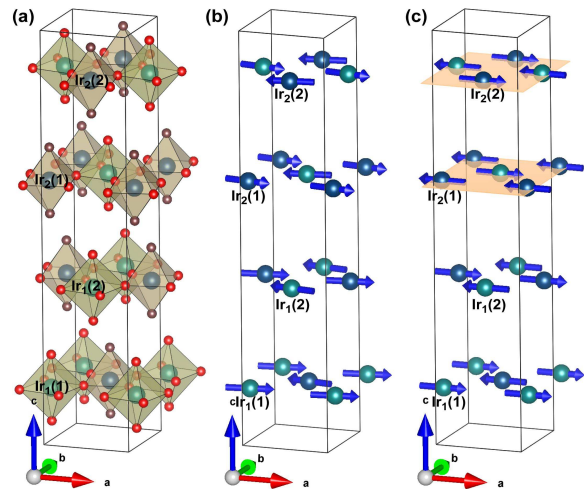 (a)
Ir₂(2)
Ir₂(1)
Ir₁(2)
Ir₁(1)
c
b
a
(b)
Ir₂(2)
Ir₂(1)
Ir₁(2)
cIr₁(1)
b
a
(c)
Ir₂(2)
Ir₂(1)
Ir₁(2)
Ir₁(1)
c
b
a